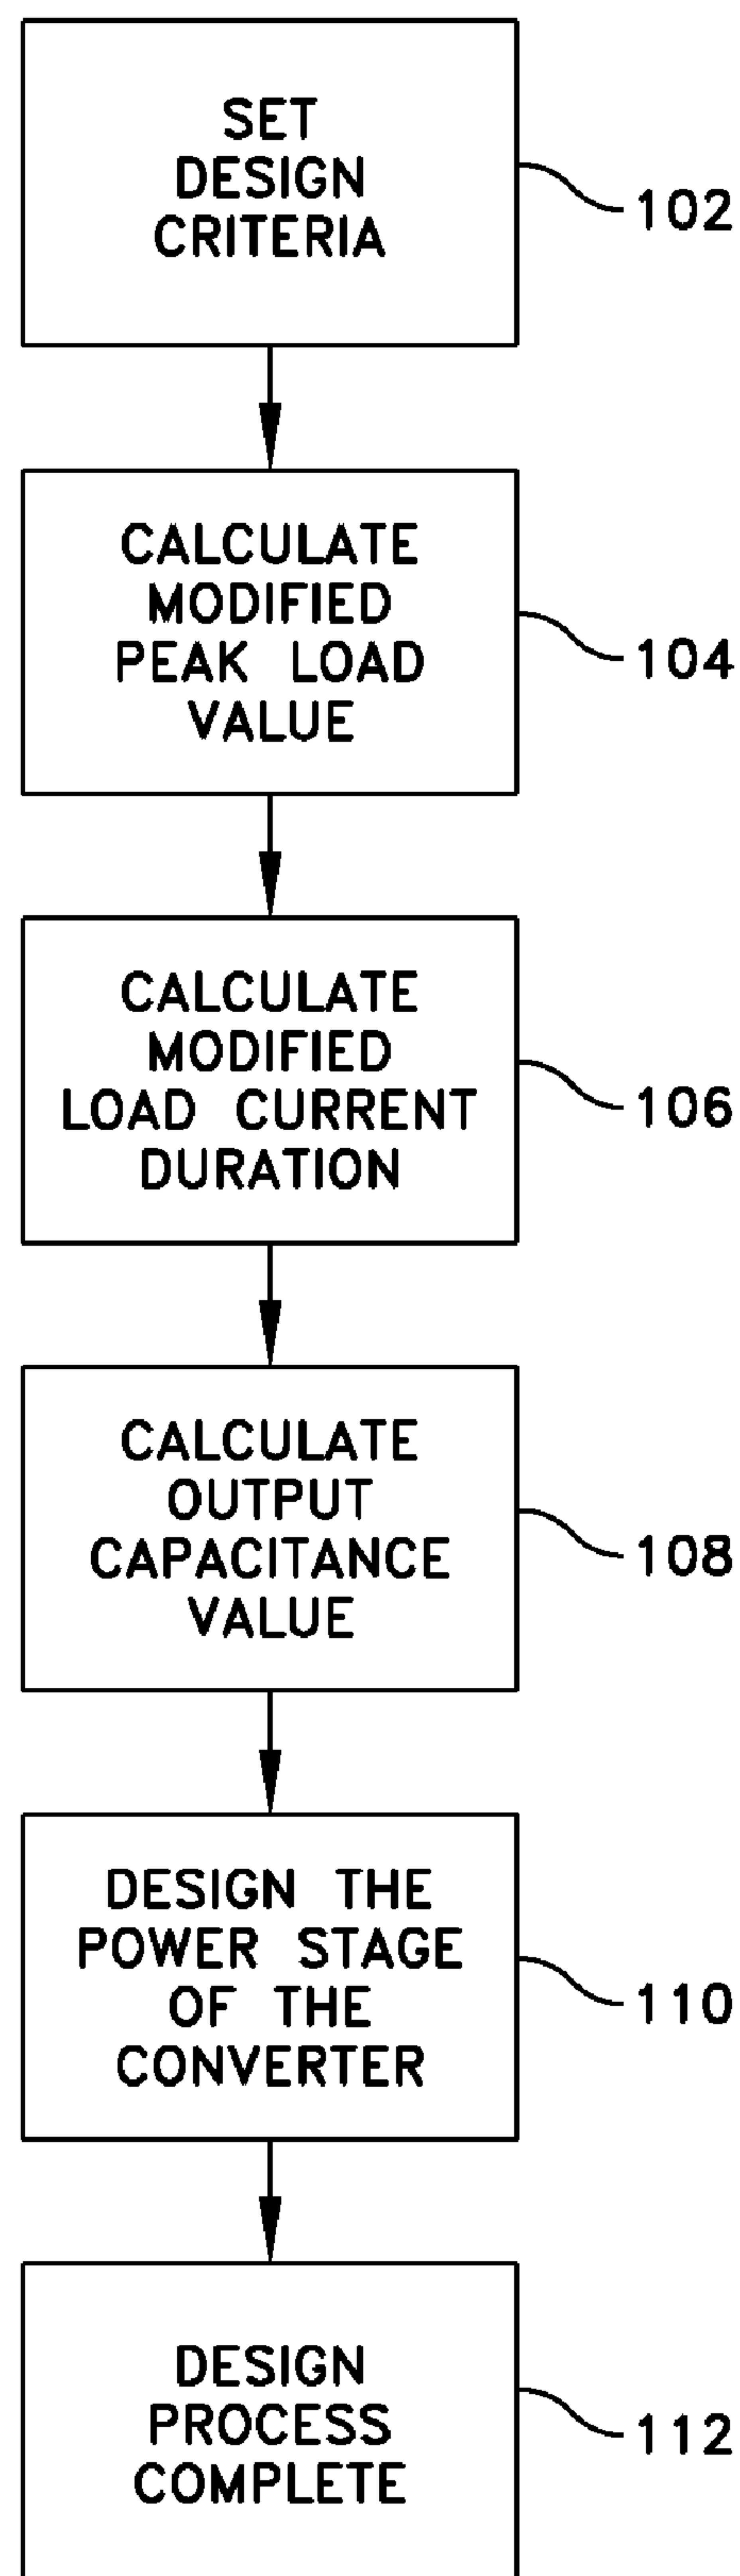 SET
DESIGN
CRITERIA
102
CALCULATE
MODIFIED
PEAK LOAD
VALUE
104
CALCULATE
MODIFIED
LOAD CURRENT
DURATION
106
CALCULATE
OUTPUT
CAPACITANCE
VALUE
108
DESIGN THE
POWER STAGE
OF THE
CONVERTER
110
DESIGN
PROCESS
COMPLETE
112